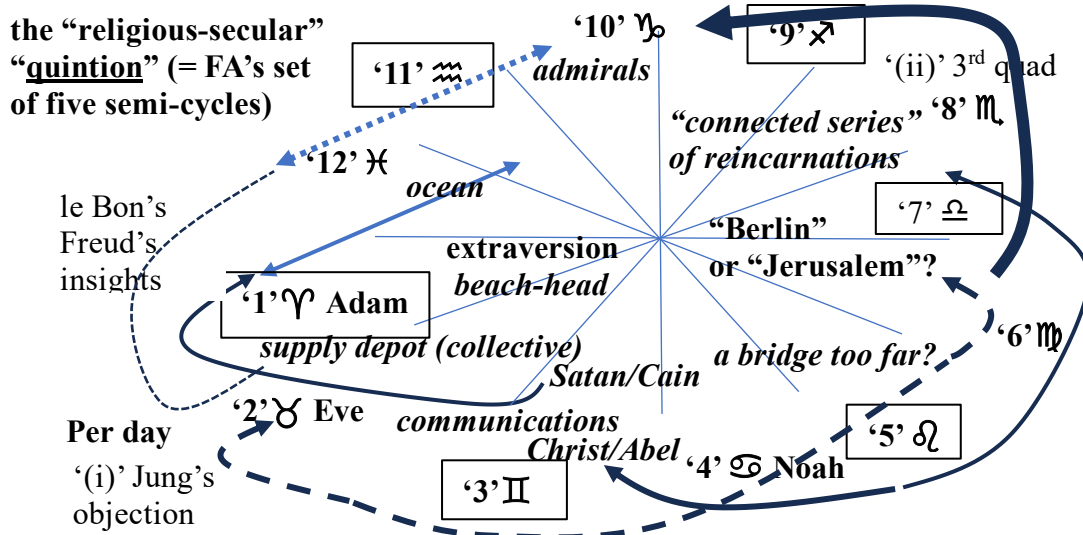 the “religious-secular”
“quintion” (= FA’s set
of five semi-cycles)
‘10’ ♑
admirals
‘9’ ♐
‘11’ ♒
‘(ii)’ 3rd quad
‘8’ ♏
“connected series”
of reincarnations
‘12’ ♓
ocean
‘7’ ♎
le Bon’s
Freud’s
insights
extraversion
beach-head
“Berlin”
or “Jerusalem”?
‘1’ ♈ Adam
supply depot (collective)
a bridge too far?
‘6’ ♍
Satan/Cain
‘2’ ♉ Eve
communications
Christ/Abel
Per day
‘(i)’ Jung’s
objection
‘3’ ♊
‘4’ ♋ Noah
‘5’ ♌